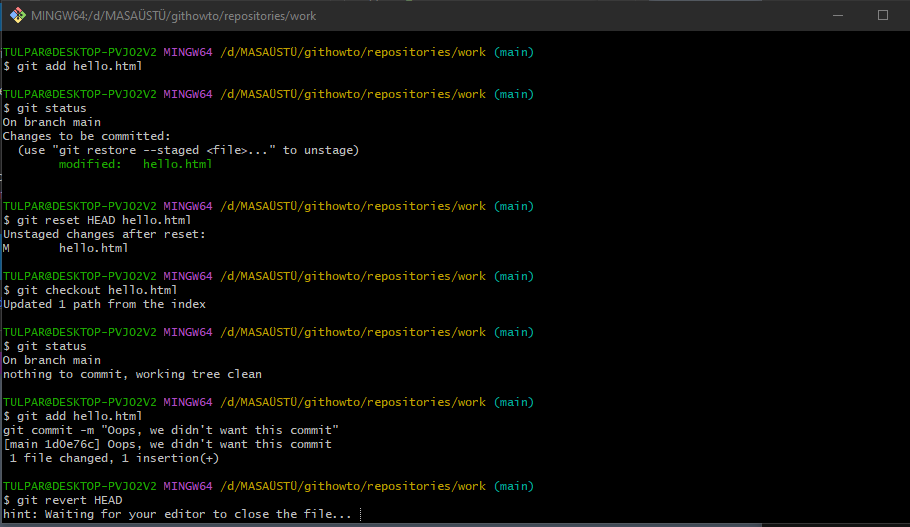 MINGW64:/d/MASAÜSTÜ/githowto/repositories/work
TULPAR@DESKTOP-PVJO2V2 MINGW64 /d/MASAÜSTÜ/githowto/repositories/work (main)
$ git add hello.html
TULPAR@DESKTOP-PVJO2V2 MINGW64 /d/MASAÜSTÜ/githowto/repositories/work (main)
$ git status
On branch main
Changes to be committed:
  (use "git restore --staged <file>..." to unstage)
        modified:   hello.html
TULPAR@DESKTOP-PVJO2V2 MINGW64 /d/MASAÜSTÜ/githowto/repositories/work (main)
$ git reset HEAD hello.html
Unstaged changes after reset:
M       hello.html
TULPAR@DESKTOP-PVJO2V2 MINGW64 /d/MASAÜSTÜ/githowto/repositories/work (main)
$ git checkout hello.html
Updated 1 path from the index
TULPAR@DESKTOP-PVJO2V2 MINGW64 /d/MASAÜSTÜ/githowto/repositories/work (main)
$ git status
On branch main
nothing to commit, working tree clean
TULPAR@DESKTOP-PVJO2V2 MINGW64 /d/MASAÜSTÜ/githowto/repositories/work (main)
$ git add hello.html
git commit -m "Oops, we didn't want this commit"
[main 1d0e76c] Oops, we didn't want this commit
 1 file changed, 1 insertion(+)
TULPAR@DESKTOP-PVJO2V2 MINGW64 /d/MASAÜSTÜ/githowto/repositories/work (main)
$ git revert HEAD
hint: Waiting for your editor to close the file...